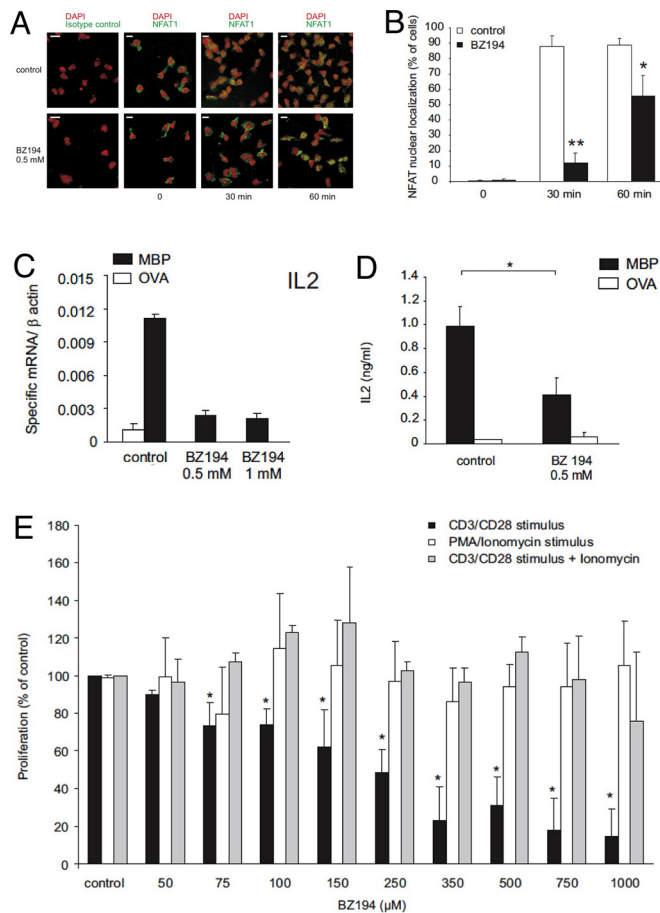 A
DAPI DAPI DAPI DAPI
Isotype control NFAT1 NFAT1 NFAT1
control
BZ194
0.5 mM
0 30 min 60 min
B
control
BZ194
NFAT nuclear localization (% of cells)
100
90
80
70
60
50
40
30
20
10
0
**
*
0 30 min 60 min
C
MBP
OVA
IL2
Specific mRNA/ β actin
0.015
0.012
0.009
0.006
0.003
0
control BZ194 BZ194
0.5 mM 1 mM
D
MBP
OVA
*
IL2 (ng/ml)
1.4
1.2
1.0
0.8
0.6
0.4
0.2
0
control BZ 194
0.5 mM
E
CD3/CD28 stimulus
PMA/Ionomycin stimulus
CD3/CD28 stimulus + Ionomycin
Proliferation (% of control)
180
160
140
120
100
80
60
40
20
0
* * * * * * * *
control 50 75 100 150 250 350 500 750 1000
BZ194 (µM)